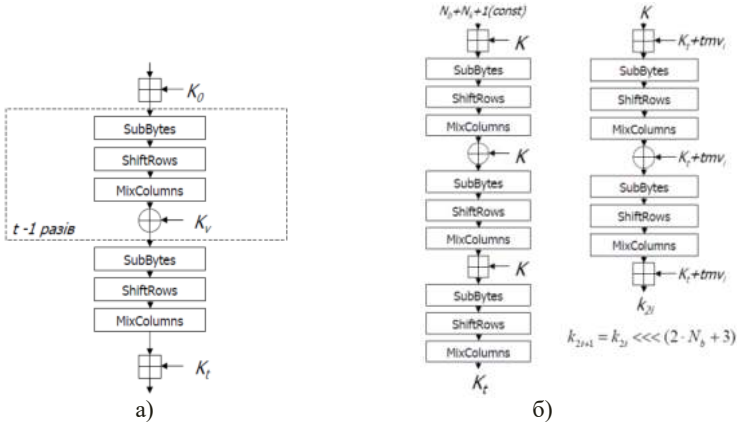 K₀
SubBytes
ShiftRows
MixColumns
Kᵥ
t -1 разів
SubBytes
ShiftRows
MixColumns
Kₜ
а)
N₀+Nₖ+1(const)
K
SubBytes
ShiftRows
MixColumns
K
SubBytes
ShiftRows
MixColumns
K
SubBytes
ShiftRows
MixColumns
Kₜ
K
Kₜ+tmvᵢ
SubBytes
ShiftRows
MixColumns
Kₜ+tmvᵢ
SubBytes
ShiftRows
MixColumns
Kₜ+tmvᵢ
k₂ᵢ
k₂ᵢ₊₁ = k₂ᵢ <<< (2 · N_b + 3)
б)